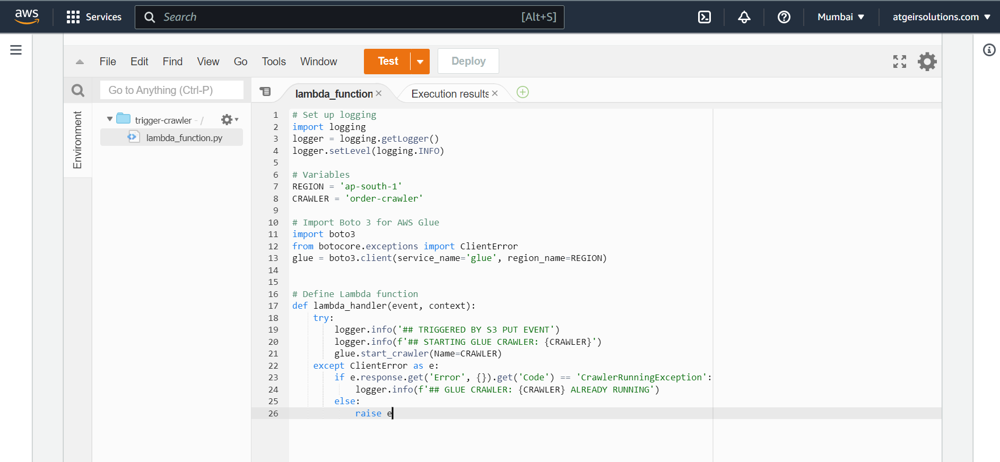 aws Services Search [Alt+S] Mumbai atgeirsolutions.com
File Edit Find View Go Tools Window Test Deploy
Go to Anything (Ctrl-P)
lambda_function × Execution results ×
Environment
trigger-crawler - /
lambda_function.py
1 # Set up logging
2 import logging
3 logger = logging.getLogger()
4 logger.setLevel(logging.INFO)
5
6 # Variables
7 REGION = 'ap-south-1'
8 CRAWLER = 'order-crawler'
9
10 # Import Boto 3 for AWS Glue
11 import boto3
12 from botocore.exceptions import ClientError
13 glue = boto3.client(service_name='glue', region_name=REGION)
14
15
16 # Define Lambda function
17 def lambda_handler(event, context):
18     try:
19         logger.info('## TRIGGERED BY S3 PUT EVENT')
20         logger.info(f'## STARTING GLUE CRAWLER: {CRAWLER}')
21         glue.start_crawler(Name=CRAWLER)
22     except ClientError as e:
23         if e.response.get('Error', {}).get('Code') == 'CrawlerRunningException':
24             logger.info(f'## GLUE CRAWLER: {CRAWLER} ALREADY RUNNING')
25         else:
26             raise e